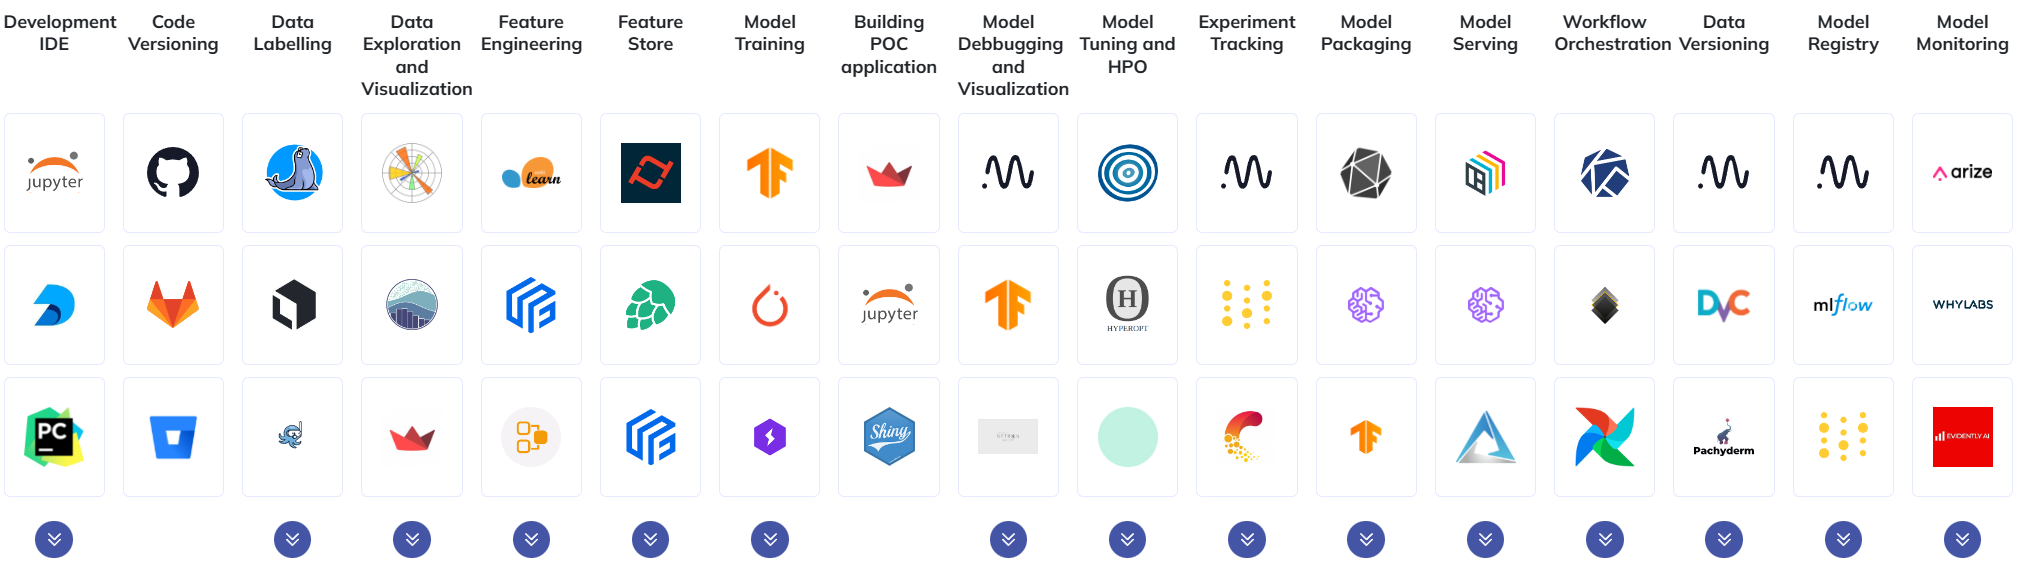 Development
IDE
Code
Versioning
Data
Labelling
Data
Exploration
and
Visualization
Feature
Engineering
Feature
Store
Model
Training
Building
POC
application
Model
Debbugging
and
Visualization
Model
Tuning and
HPO
Experiment
Tracking
Model
Packaging
Model
Serving
Workflow
Orchestration
Data
Versioning
Model
Registry
Model
Monitoring
jupyter
learn
arize
jupyter
H
HYPEROPT
DVC
mlflow
WHYLABS
PC
Shiny
Pachyderm
EVIDENTLY AI